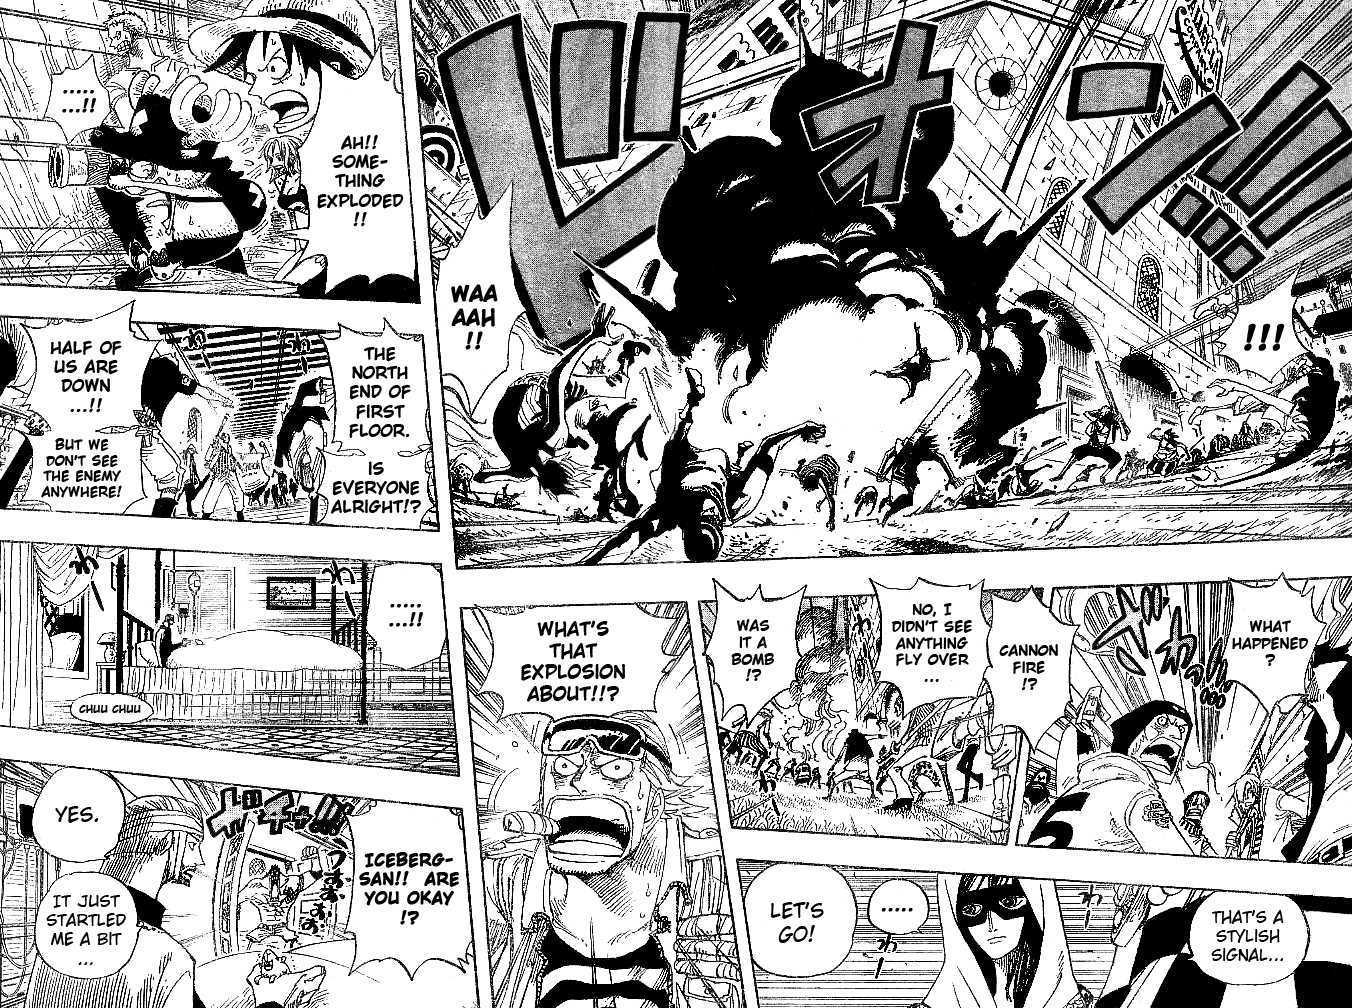 ドオン!!!
!!!
WAA
AAH
!!
WHAT
HAPPENED
?
CANNON
FIRE
!?
NO, I
DIDN'T SEE
ANYTHING
FLY OVER
...
WAS
IT A
BOMB
!?
THAT'S A
STYLISH
SIGNAL...
.....
LET'S
GO!
AH!!
SOME-
THING
EXPLODED
!!
.....
...!!
THE
NORTH
END OF
FIRST
FLOOR.
IS
EVERYONE
ALRIGHT!?
HALF OF
US ARE
DOWN
...!!
BUT WE
DON'T SEE
THE ENEMY
ANYWHERE!
.....
...!!
CHUU CHUU
WHAT'S
THAT
EXPLOSION
ABOUT!!?
ICEBERG-
SAN!! ARE
YOU OKAY
!?
YES.
IT JUST
STARTLED
ME A BIT
...